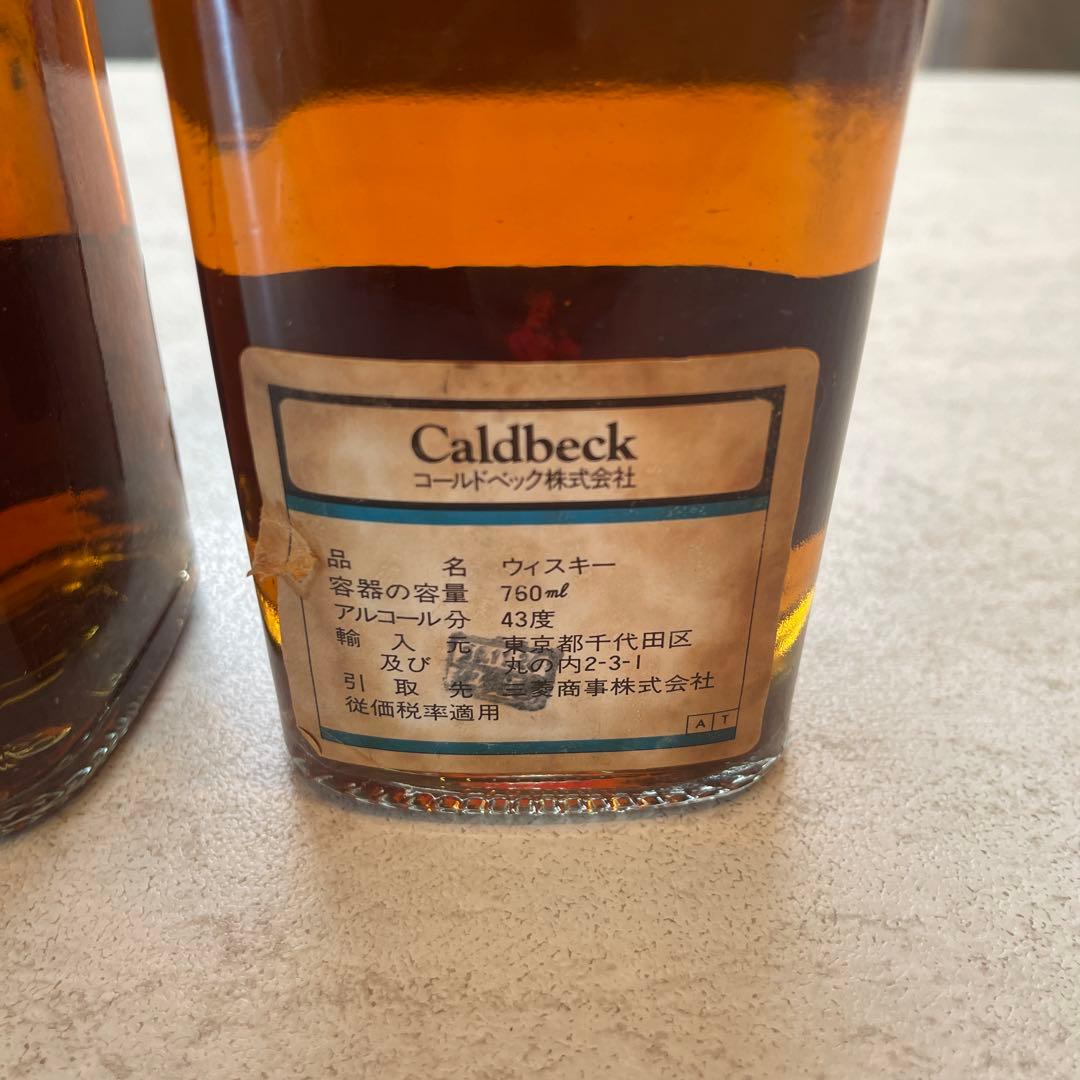 Caldbeck
コールドベック株式会社
品名 ウィスキー
容器の容量 760ml
アルコール分 43度
輸入元 東京都千代田区
及び 丸の内2-3-1
引取先 三菱商事株式会社
従価税率適用
A T